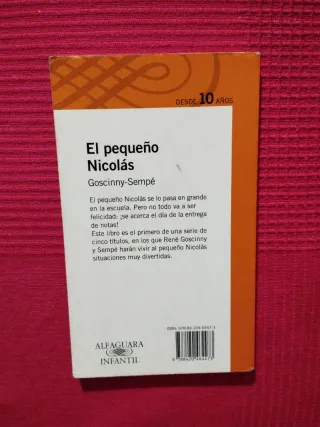 DESDE 10 AÑOS
El pequeño
Nicolás
Goscinny-Sempé
El pequeño Nicolás se lo pasa en grande
en la escuela. Pero no todo va a ser
felicidad: ¡se acerca el día de la entrega
de notas!
Este libro es el primero de una serie de
cinco títulos, en los que René Goscinny
y Sempé harán vivir al pequeño Nicolás
situaciones muy divertidas.
ALFAGUARA
INFANTIL